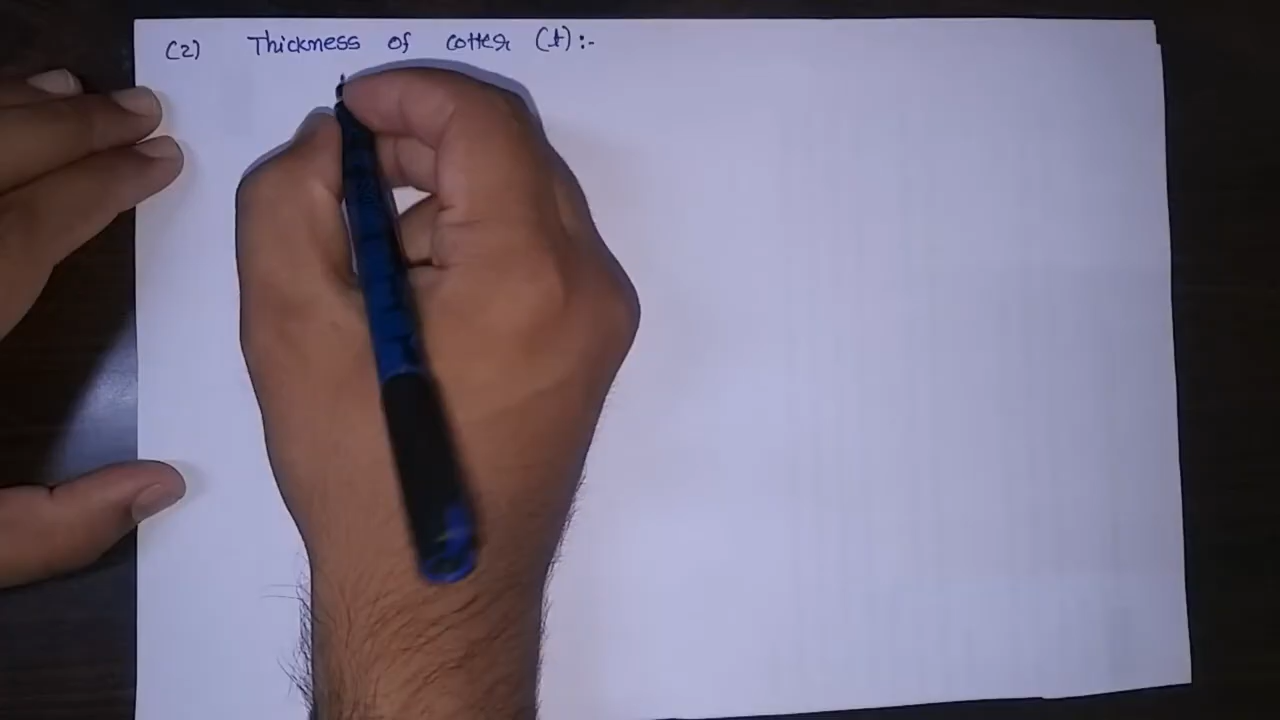 (2) Thickness of cotter (t):-